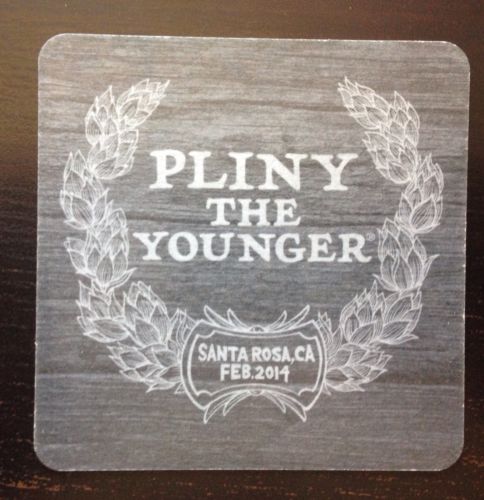 PLINY
THE
YOUNGER®
SANTA ROSA, CA
FEB. 2014